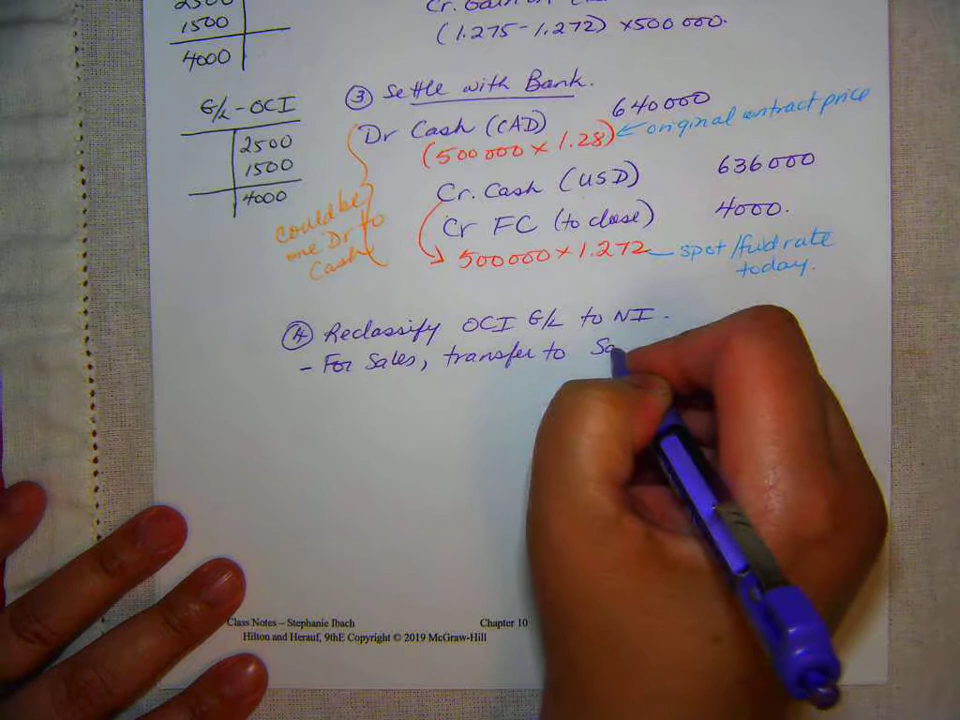 2500
1500
4000
Cr. Gain on
(1.275-1.272) ×500 000.
G/L-OCI
2500
1500
4000
③ Settle with Bank.
Dr Cash (CAD) 640000
(500 000 × 1.28) ← original contract price
Cr. Cash (USD) 636000
Cr FC (to close) 4000.
500000 × 1.272 — spot/fwd rate
today.
could be
one Dr to
Cash
④ Reclassify OCI G/L to NI.
- For Sales, transfer to Sa
Class Notes – Stephanie Ibach Chapter 10
Hilton and Herauf, 9thE Copyright © 2019 McGraw-Hill